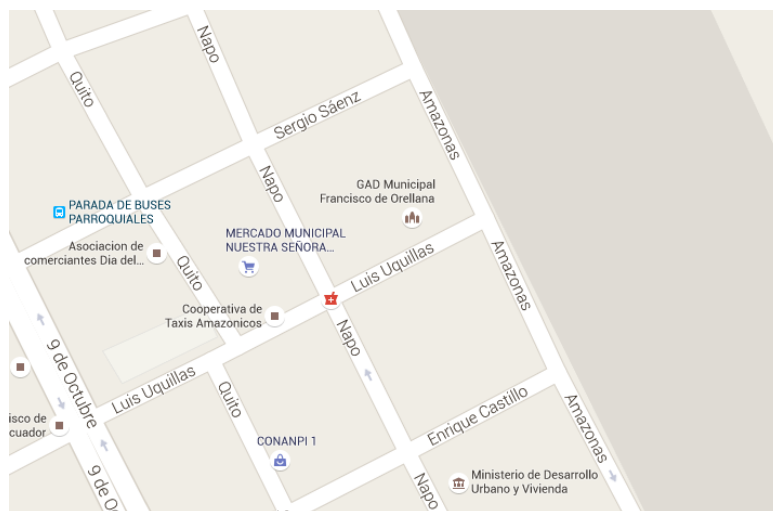 Napo
Quito
Amazonas
Sergio Sáenz
Napo
GAD Municipal
Francisco de Orellana
PARADA DE BUSES
PARROQUIALES
MERCADO MUNICIPAL
NUESTRA SEÑORA...
Asociacion de
comerciantes Dia del...
Quito
Luis Uquillas
Amazonas
Cooperativa de
Taxis Amazonicos
Napo
9 de Octubre
Luis Uquillas
Quito
Enrique Castillo
Amazonas
isco de
cuador
CONANPI 1
9 de O
Napo
Ministerio de Desarrollo
Urbano y Vivienda